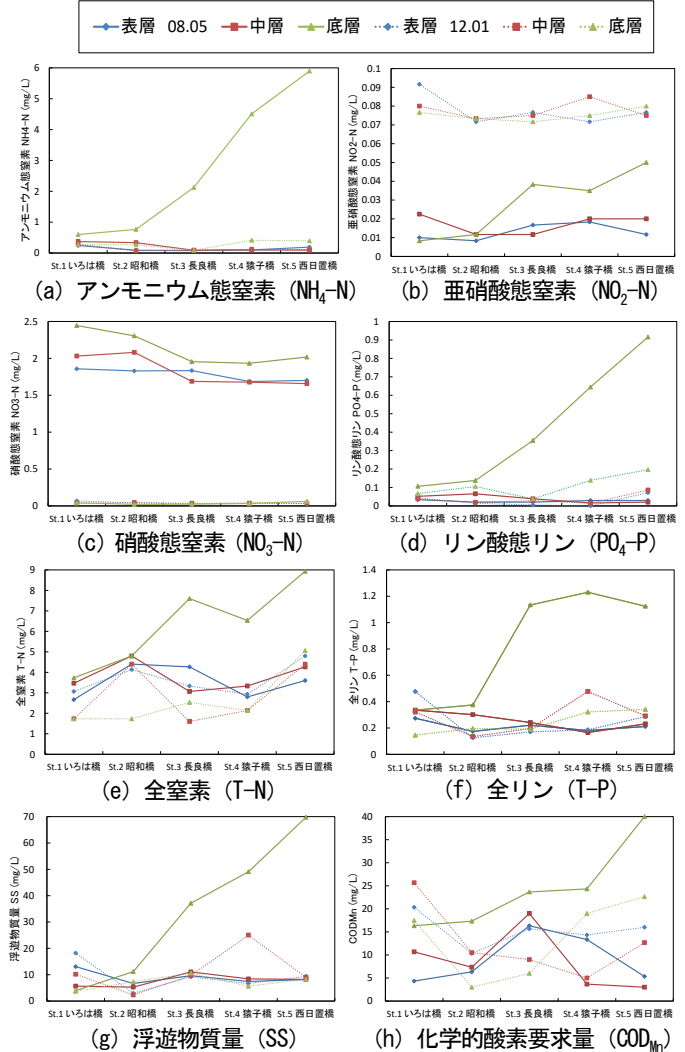 表層 08.05 中層 底層 表層 12.01 中層 底層
アンモニウム態窒素 NH4-N (mg/L)
6
5
4
3
2
1
0
St.1 いろは橋 St.2 昭和橋 St.3 長良橋 St.4 猿子橋 St.5 西日置橋
(a) アンモニウム態窒素 (NH₄-N)
亜硝酸態窒素 NO2-N (mg/L)
0.1
0.09
0.08
0.07
0.06
0.05
0.04
0.03
0.02
0.01
0
St.1 いろは橋 St.2 昭和橋 St.3 長良橋 St.4 猿子橋 St.5 西日置橋
(b) 亜硝酸態窒素 (NO₂-N)
硝酸態窒素 NO3-N (mg/L)
2.5
2
1.5
1
0.5
0
St.1 いろは橋 St.2 昭和橋 St.3 長良橋 St.4 猿子橋 St.5 西日置橋
(c) 硝酸態窒素 (NO₃-N)
リン酸態リン PO4-P (mg/L)
1
0.9
0.8
0.7
0.6
0.5
0.4
0.3
0.2
0.1
0
St.1 いろは橋 St.2 昭和橋 St.3 長良橋 St.4 猿子橋 St.5 西日置橋
(d) リン酸態リン (PO₄-P)
全窒素 T-N (mg/L)
9
8
7
6
5
4
3
2
1
0
St.1 いろは橋 St.2 昭和橋 St.3 長良橋 St.4 猿子橋 St.5 西日置橋
(e) 全窒素 (T-N)
全リン T-P (mg/L)
1.4
1.2
1
0.8
0.6
0.4
0.2
0
St.1 いろは橋 St.2 昭和橋 St.3 長良橋 St.4 猿子橋 St.5 西日置橋
(f) 全リン (T-P)
浮遊物質量 SS (mg/L)
70
60
50
40
30
20
10
0
St.1 いろは橋 St.2 昭和橋 St.3 長良橋 St.4 猿子橋 St.5 西日置橋
(g) 浮遊物質量 (SS)
CODMn (mg/L)
40
35
30
25
20
15
10
5
0
St.1 いろは橋 St.2 昭和橋 St.3 長良橋 St.4 猿子橋 St.5 西日置橋
(h) 化学的酸素要求量 (COD_Mn)